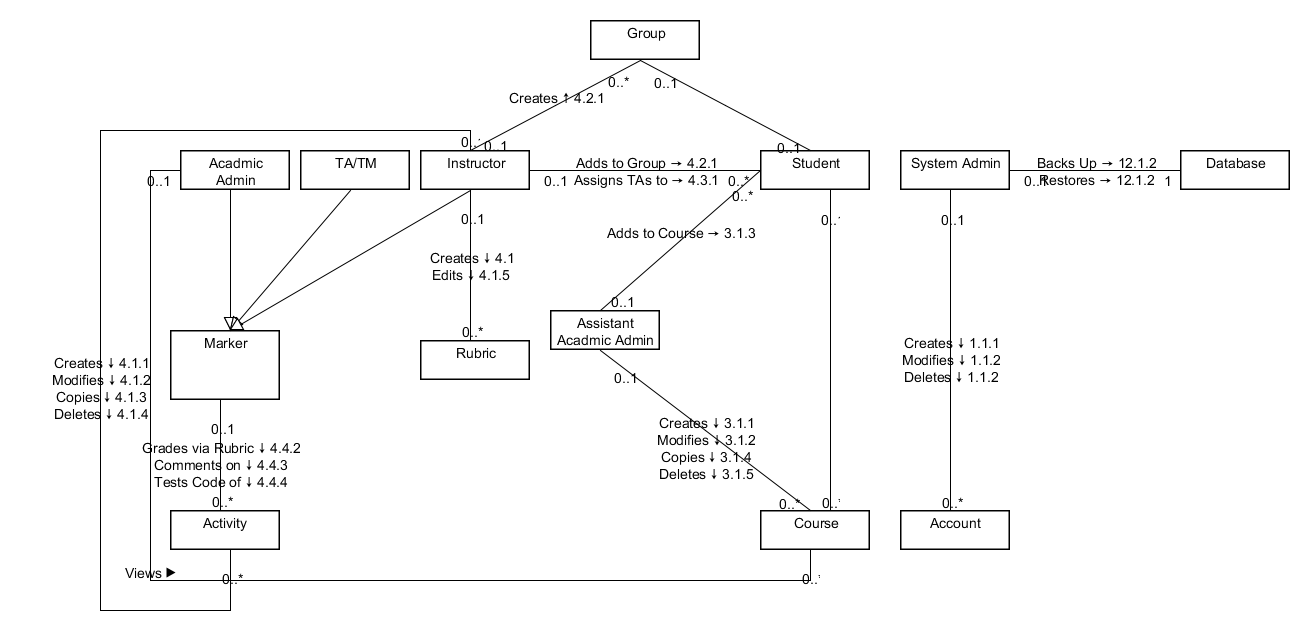 Group
0..*
0..1
Creates ↑ 4.2.1
0..
0..1
0..1
Acadmic
Admin
TA/TM
Instructor
Adds to Group → 4.2.1
Student
System Admin
Backs Up → 12.1.2
Database
0..1
0..1
Assigns TAs to → 4.3.1
0..*
0..1
Restores → 12.1.2
1
0..*
0..1
0..
0..1
Adds to Course → 3.1.3
Creates ↓ 4.1
Edits ↓ 4.1.5
0..1
Assistant
Acadmic Admin
0..*
Marker
Rubric
Creates ↓ 1.1.1
Modifies ↓ 1.1.2
Deletes ↓ 1.1.2
Creates ↓ 4.1.1
Modifies ↓ 4.1.2
Copies ↓ 4.1.3
Deletes ↓ 4.1.4
0..1
0..1
Grades via Rubric ↓ 4.4.2
Comments on ↓ 4.4.3
Tests Code of ↓ 4.4.4
Creates ↓ 3.1.1
Modifies ↓ 3.1.2
Copies ↓ 3.1.4
Deletes ↓ 3.1.5
0..*
0..*
0..
0..*
Activity
Course
Account
Views ▶
0..*
0..